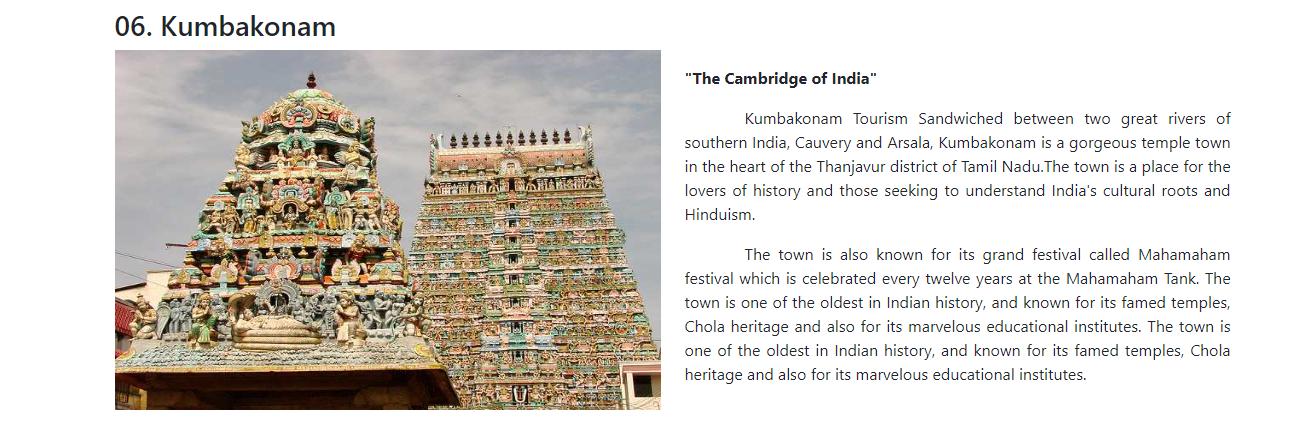 06. Kumbakonam
"The Cambridge of India"
Kumbakonam Tourism Sandwiched between two great rivers of
southern India, Cauvery and Arsala, Kumbakonam is a gorgeous temple town
in the heart of the Thanjavur district of Tamil Nadu.The town is a place for the
lovers of history and those seeking to understand India's cultural roots and
Hinduism.
The town is also known for its grand festival called Mahamaham
festival which is celebrated every twelve years at the Mahamaham Tank. The
town is one of the oldest in Indian history, and known for its famed temples,
Chola heritage and also for its marvelous educational institutes. The town is
one of the oldest in Indian history, and known for its famed temples, Chola
heritage and also for its marvelous educational institutes.